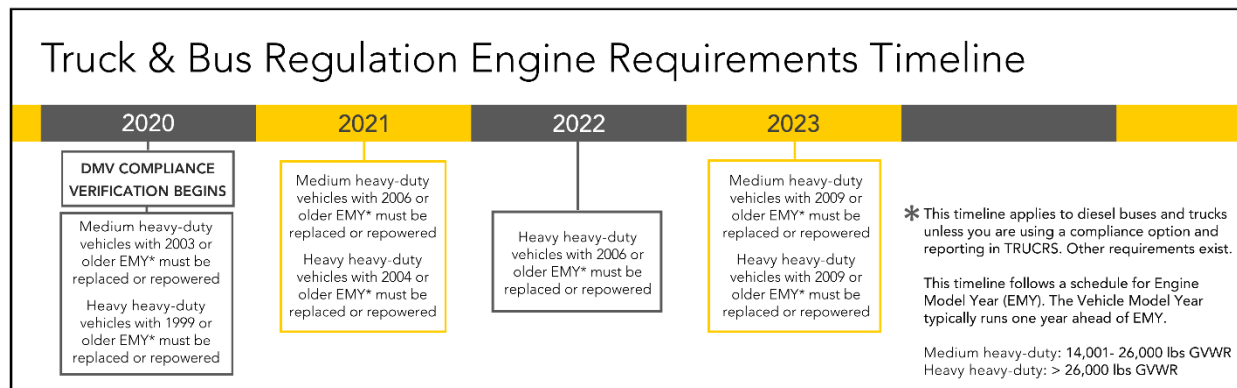 Truck & Bus Regulation Engine Requirements Timeline
2020
2021
2022
2023
DMV COMPLIANCE
VERIFICATION BEGINS
Medium heavy-duty
vehicles with 2003 or
older EMY* must be
replaced or repowered
Heavy heavy-duty
vehicles with 1999 or
older EMY* must be
replaced or repowered
Medium heavy-duty
vehicles with 2006 or
older EMY* must be
replaced or repowered
Heavy heavy-duty
vehicles with 2004 or
older EMY* must be
replaced or repowered
Heavy heavy-duty
vehicles with 2006 or
older EMY* must be
replaced or repowered
Medium heavy-duty
vehicles with 2009 or
older EMY* must be
replaced or repowered
Heavy heavy-duty
vehicles with 2009 or
older EMY* must be
replaced or repowered
* This timeline applies to diesel buses and trucks
unless you are using a compliance option and
reporting in TRUCRS. Other requirements exist.
This timeline follows a schedule for Engine
Model Year (EMY). The Vehicle Model Year
typically runs one year ahead of EMY.
Medium heavy-duty: 14,001- 26,000 lbs GVWR
Heavy heavy-duty: > 26,000 lbs GVWR